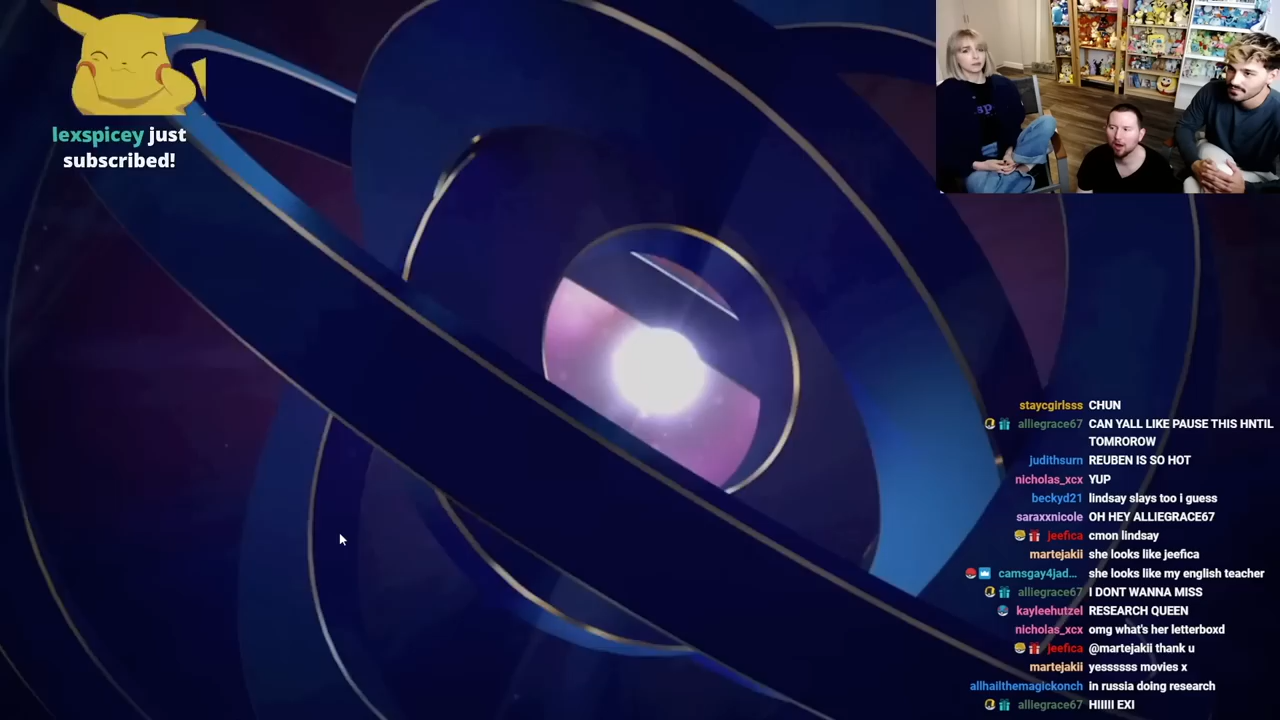 lexspicey just
subscribed!
staycgirlsss CHUN
alliegrace67 CAN YALL LIKE PAUSE THIS HNTIL
TOMROROW
judithsurn REUBEN IS SO HOT
nicholas_xcx YUP
beckyd21 lindsay slays too i guess
saraxxnicole OH HEY ALLIEGRACE67
jeefica cmon lindsay
martejakii she looks like jeefica
camsgay4jad... she looks like my english teacher
alliegrace67 I DONT WANNA MISS
kayleehutzel RESEARCH QUEEN
nicholas_xcx omg what's her letterboxd
jeefica @martejakii thank u
martejakii yessssss movies x
allhailthemagickonch in russia doing research
alliegrace67 HIIIII EXI